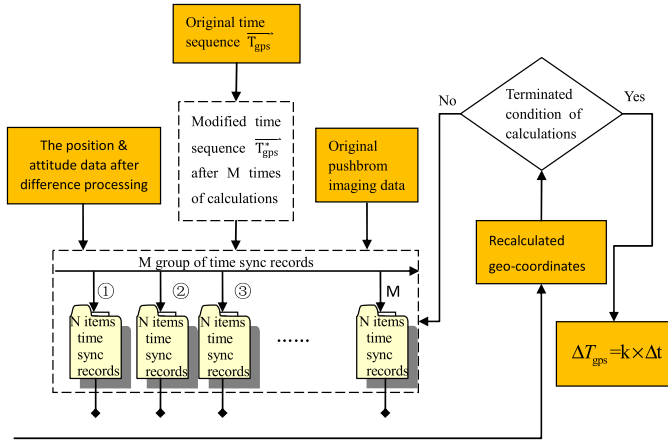 Original time
sequence T_gps
No
Terminated
condition of
calculations
Yes
Modified time
sequence T*_gps
after M times
of calculations
The position &
attitude data after
difference processing
Original
pushbrom
imaging data
Recalculated
geo-coordinates
M group of time sync records
① ② ③ M
N items
time
sync
records
N items
time
sync
records
N items
time
sync
records
......
N items
time
sync
records
ΔT_gps=k×Δt